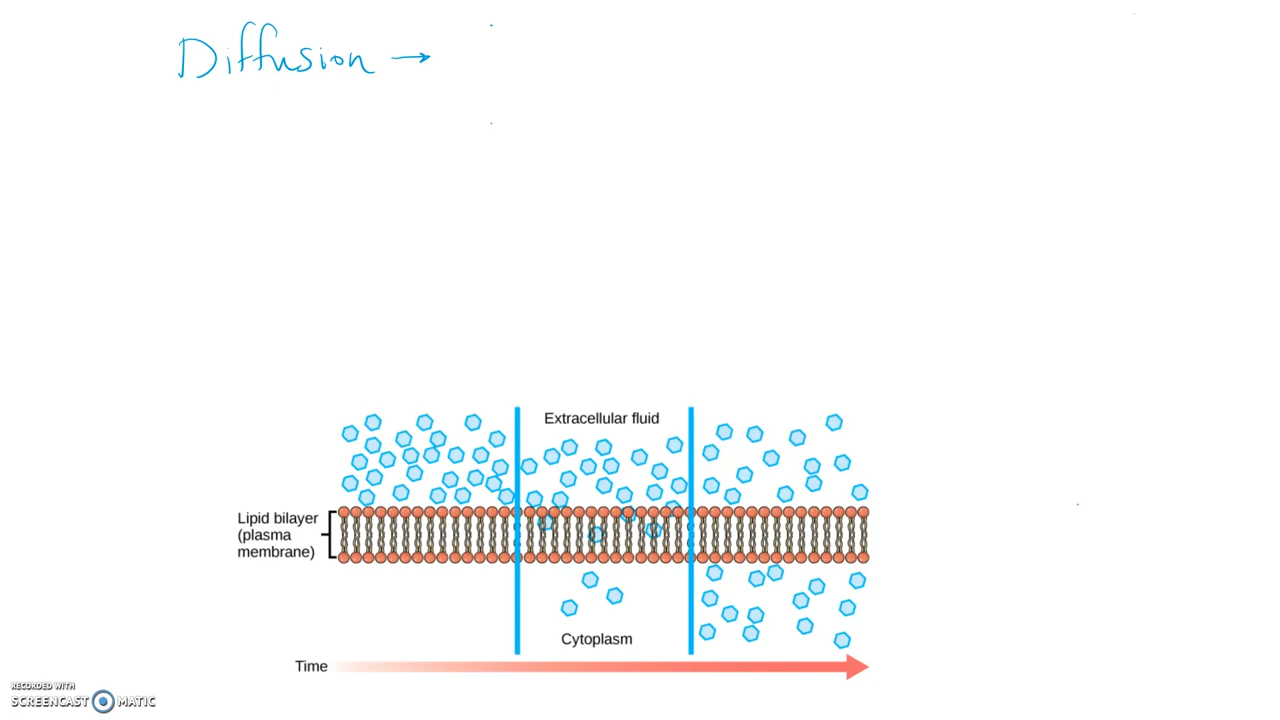 Diffusion →
Extracellular fluid
Lipid bilayer
(plasma
membrane)
Cytoplasm
Time
RECORDED WITH
SCREENCAST MATIC